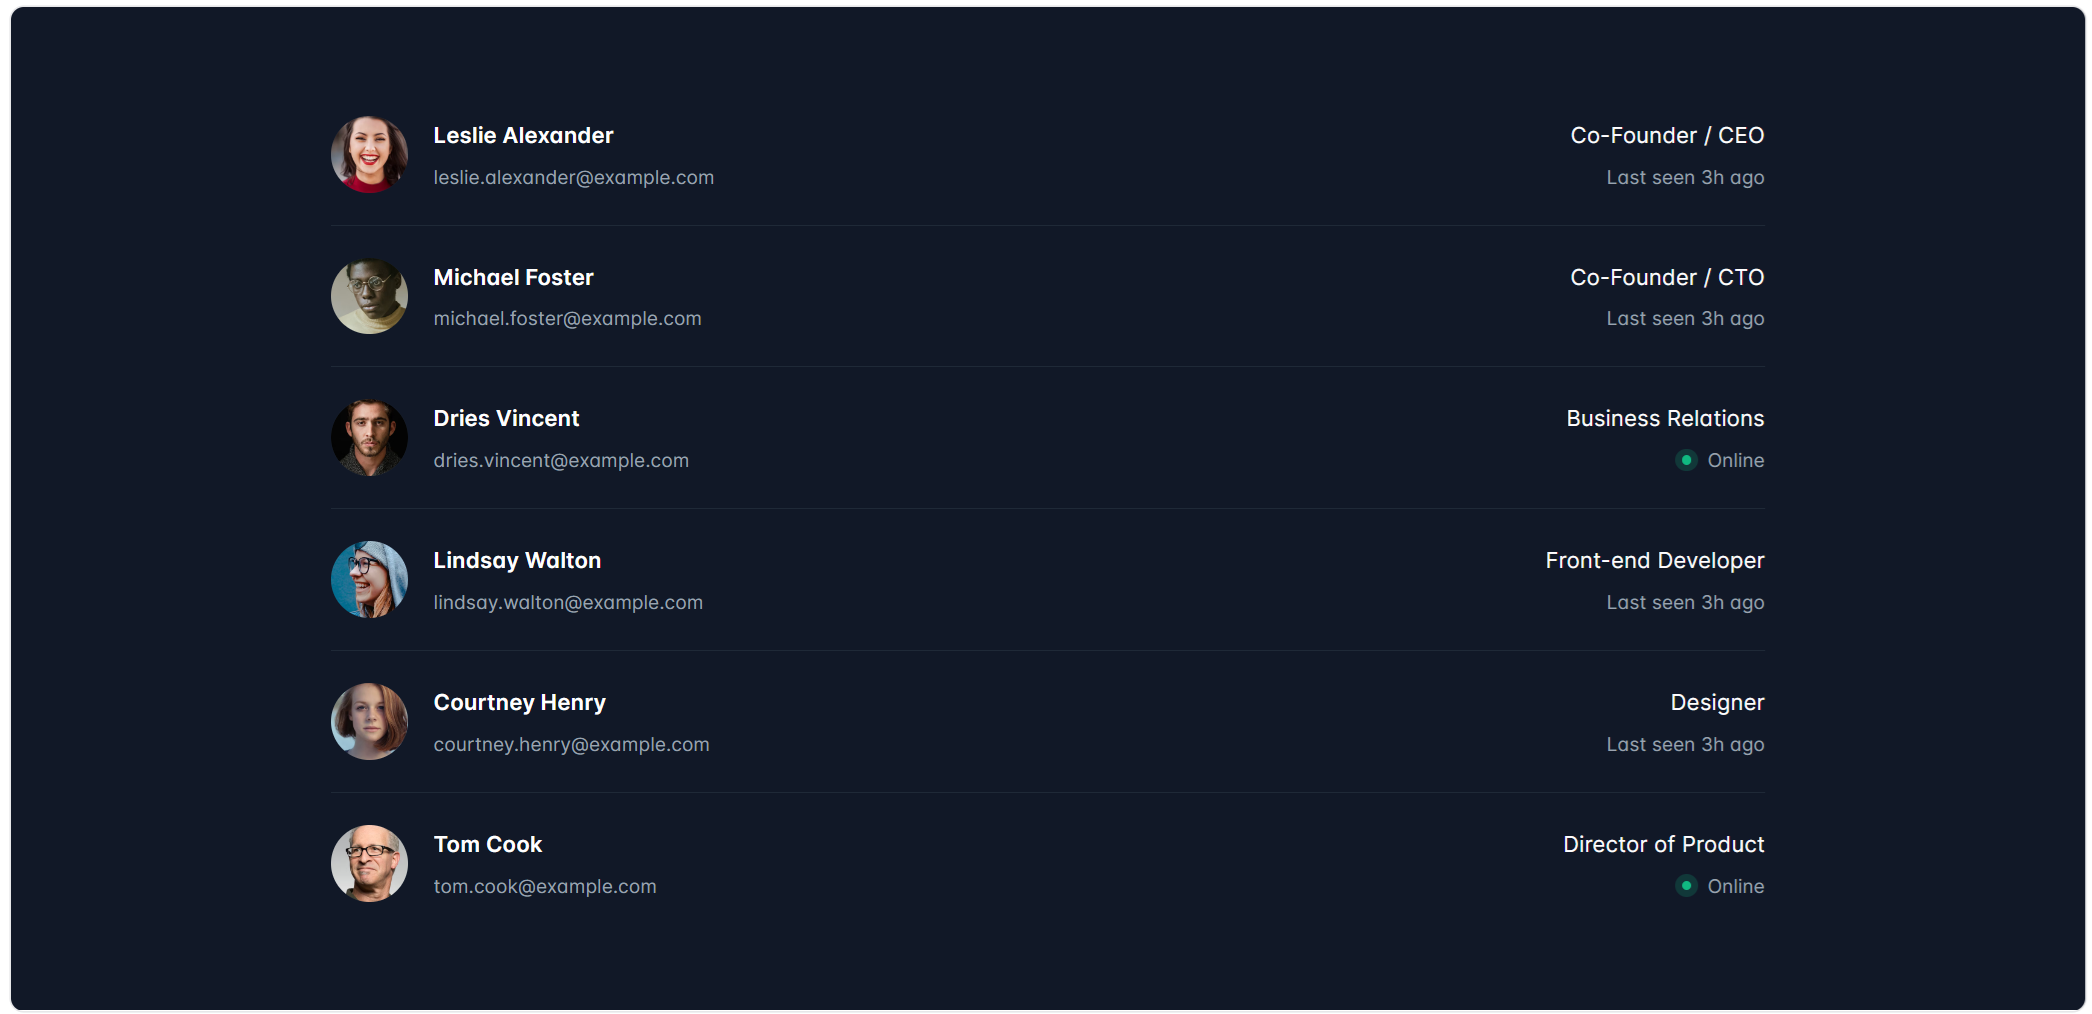 Leslie Alexander
Co-Founder / CEO
leslie.alexander@example.com
Last seen 3h ago
Michael Foster
Co-Founder / CTO
michael.foster@example.com
Last seen 3h ago
Dries Vincent
Business Relations
dries.vincent@example.com
Online
Lindsay Walton
Front-end Developer
lindsay.walton@example.com
Last seen 3h ago
Courtney Henry
Designer
courtney.henry@example.com
Last seen 3h ago
Tom Cook
Director of Product
tom.cook@example.com
Online